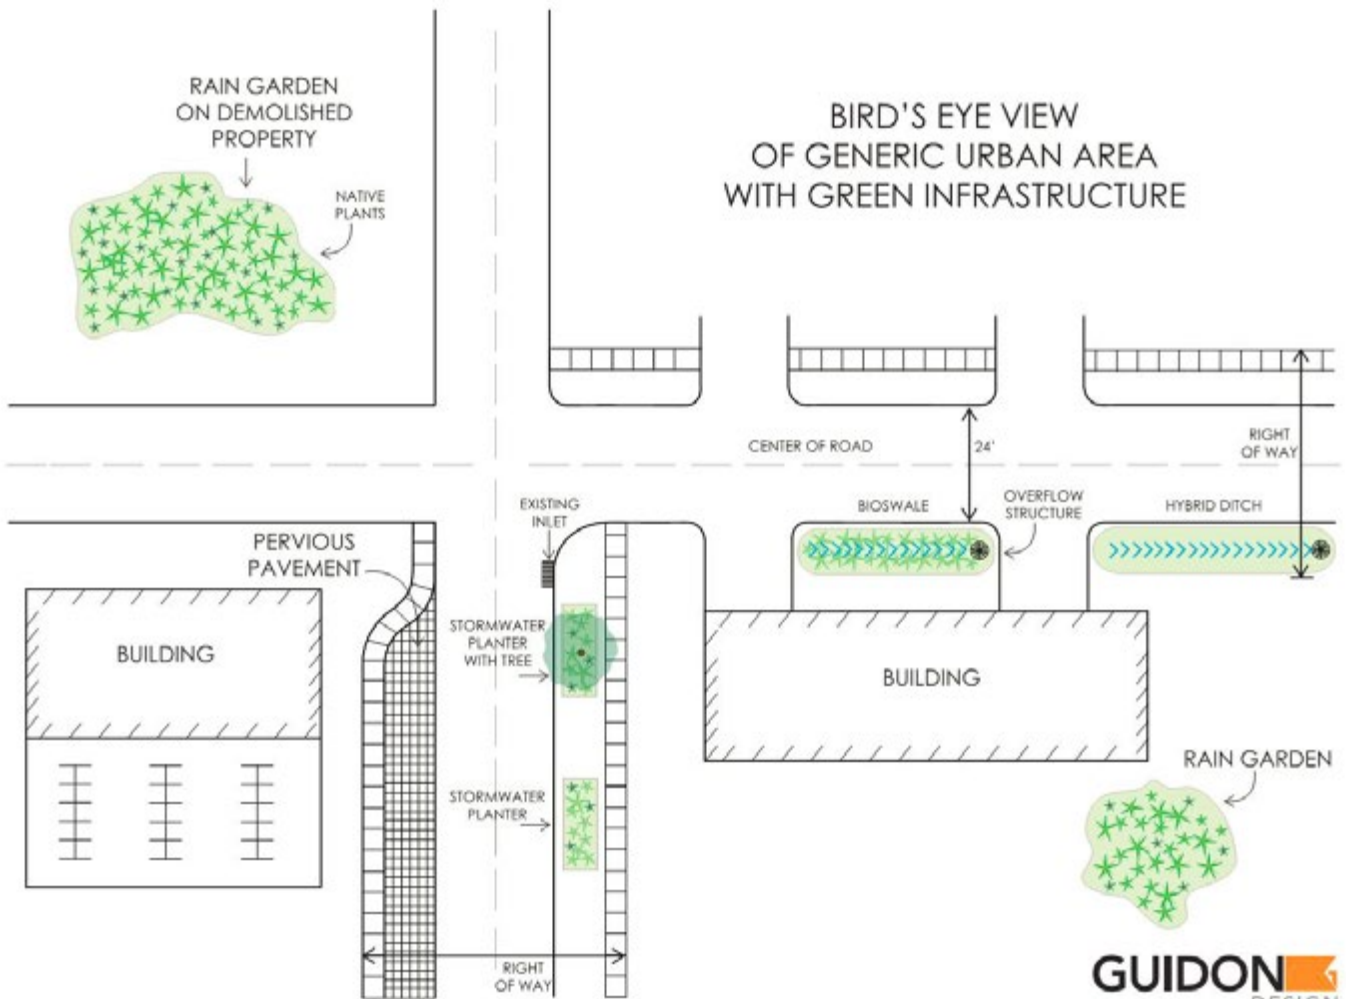 RAIN GARDEN
ON DEMOLISHED
PROPERTY
NATIVE
PLANTS
BIRD'S EYE VIEW
OF GENERIC URBAN AREA
WITH GREEN INFRASTRUCTURE
CENTER OF ROAD
24'
RIGHT
OF WAY
EXISTING
INLET
BIOSWALE
OVERFLOW
STRUCTURE
HYBRID DITCH
PERVIOUS
PAVEMENT
BUILDING
STORMWATER
PLANTER
WITH TREE
BUILDING
STORMWATER
PLANTER
RAIN GARDEN
RIGHT
OF WAY
GUIDON
DESIGN